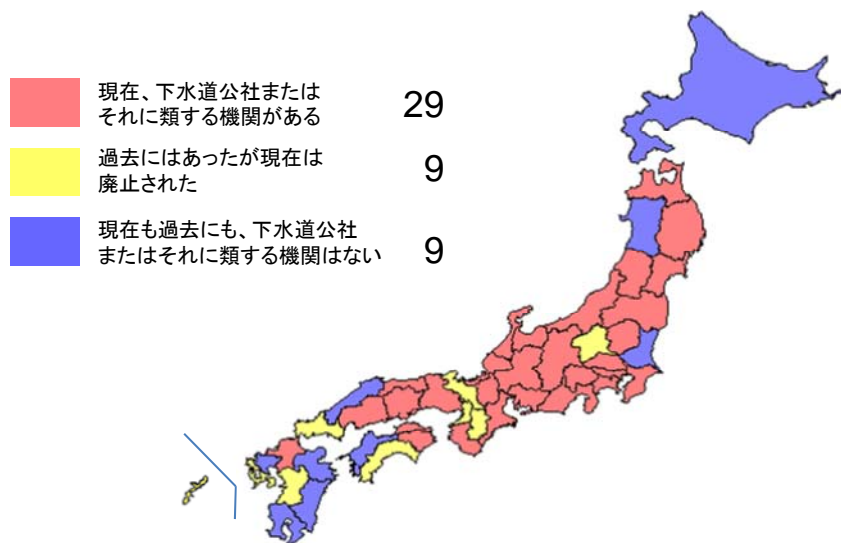 現在、下水道公社または
それに類する機関がある
29
過去にはあったが現在は
廃止された
9
現在も過去にも、下水道公社
またはそれに類する機関はない
9